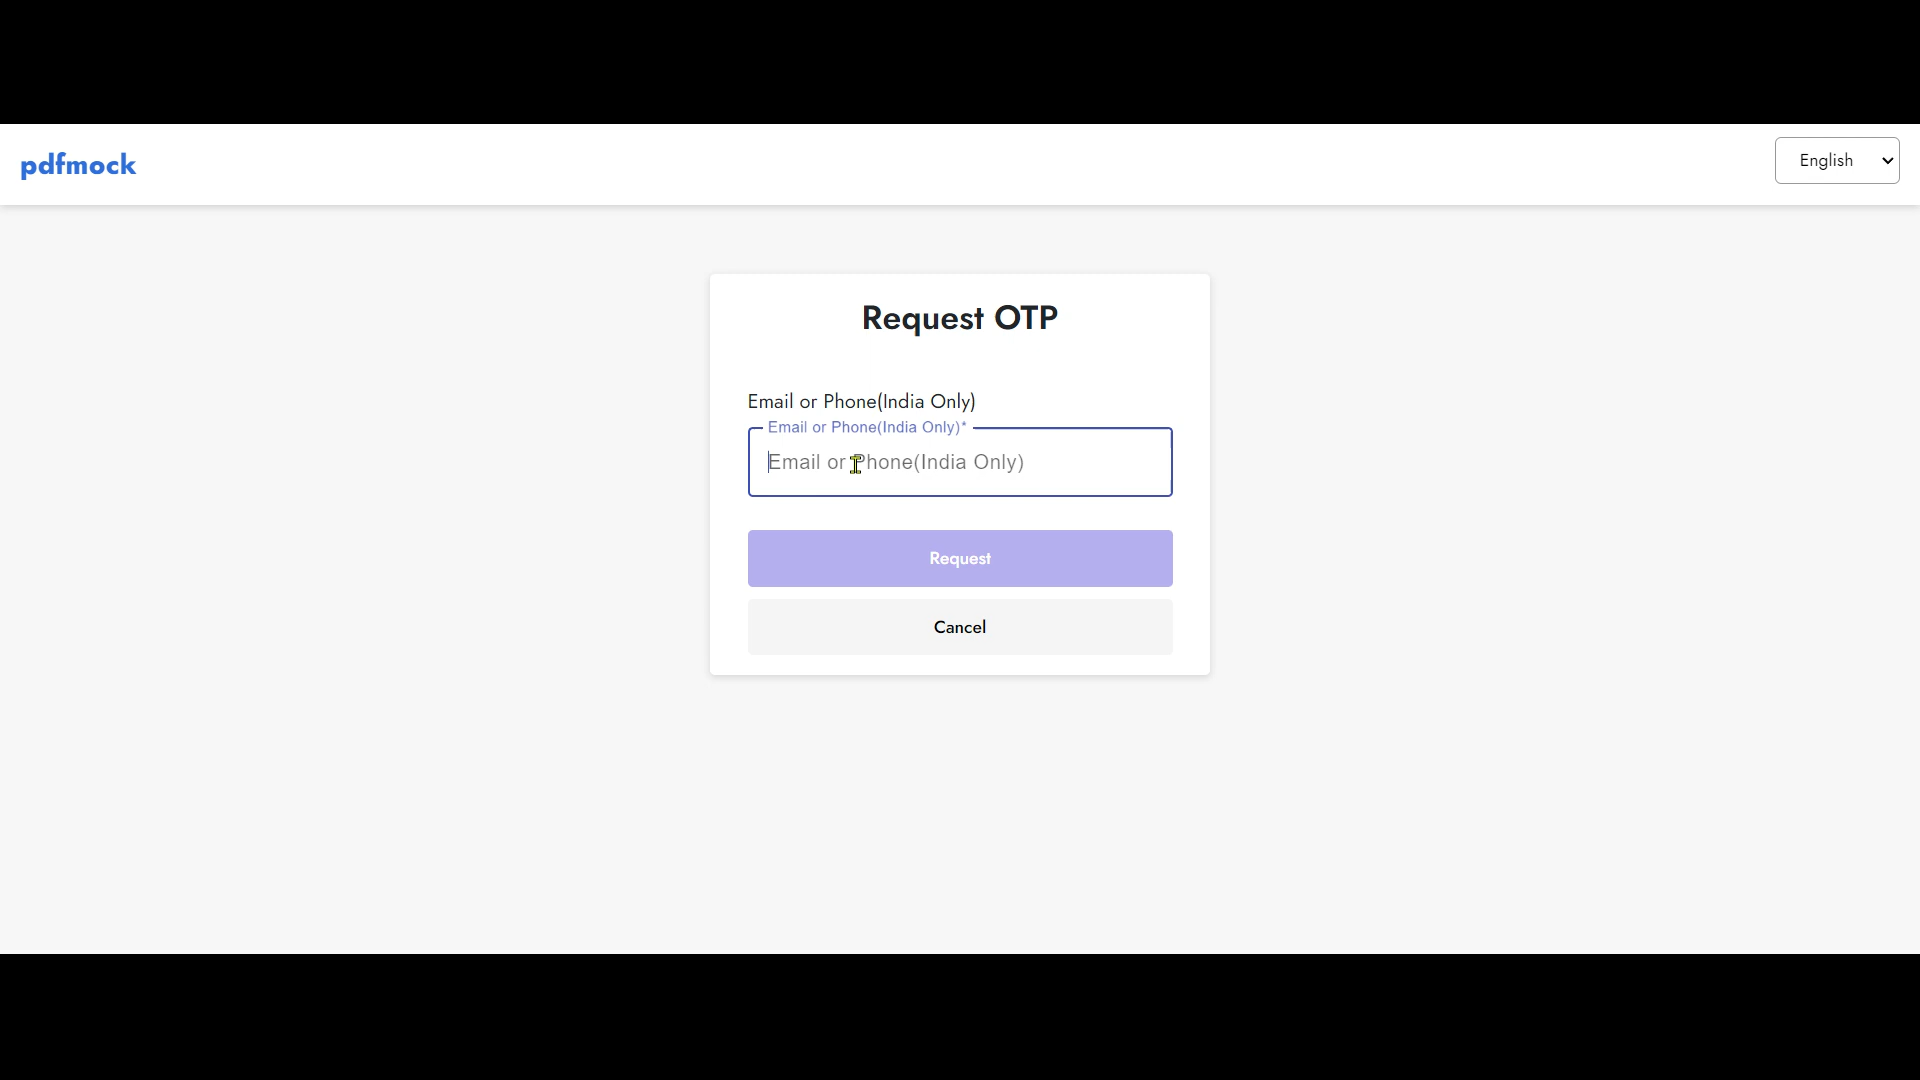 pdfmock
English
Request OTP
Email or Phone(India Only)
Email or Phone(India Only)*
Email or Phone(India Only)
Request
Cancel